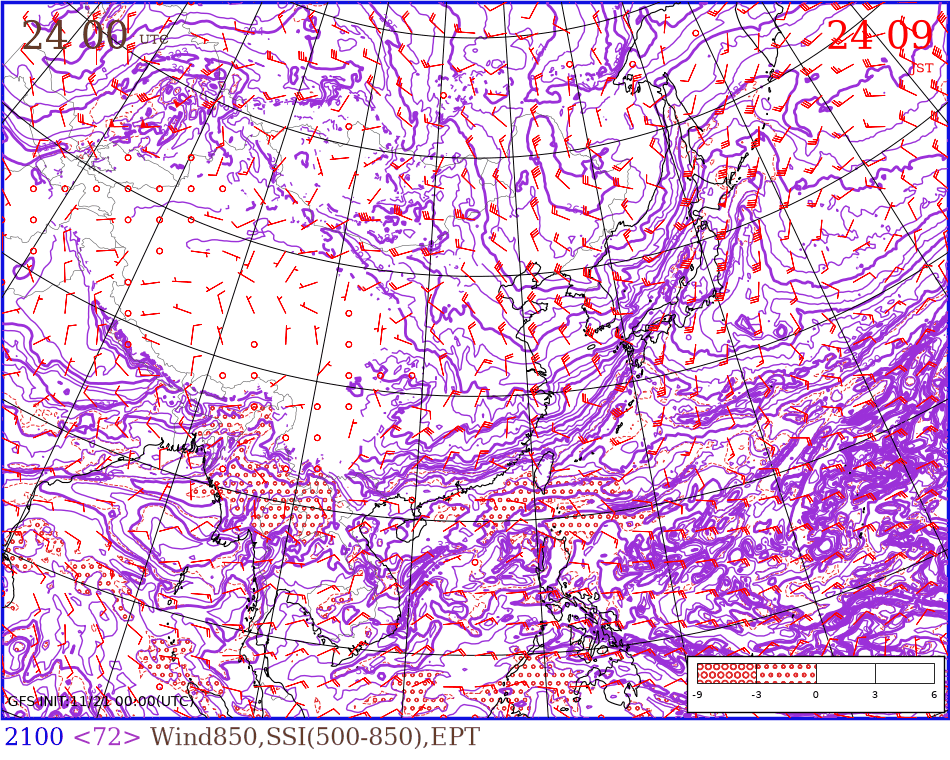 24 00 UTC
24 09 JST
GFS INIT:11/21 00:00(UTC)
-9 -3 0 3 6
2100 <72> Wind850,SSI(500-850),EPT